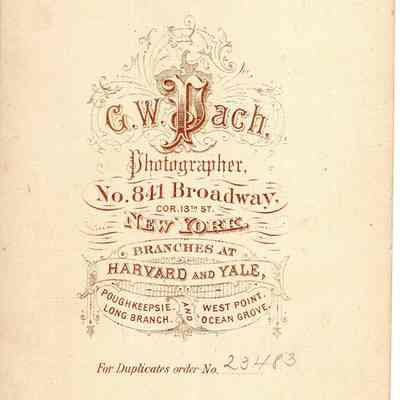 G. W. Pach,
Photographer,
No. 841 Broadway,
COR. 13TH ST.
NEW YORK.
BRANCHES AT
HARVARD AND YALE,
POUGHKEEPSIE. AND WEST POINT.
LONG BRANCH. OCEAN GROVE.
For Duplicates order No. 23483